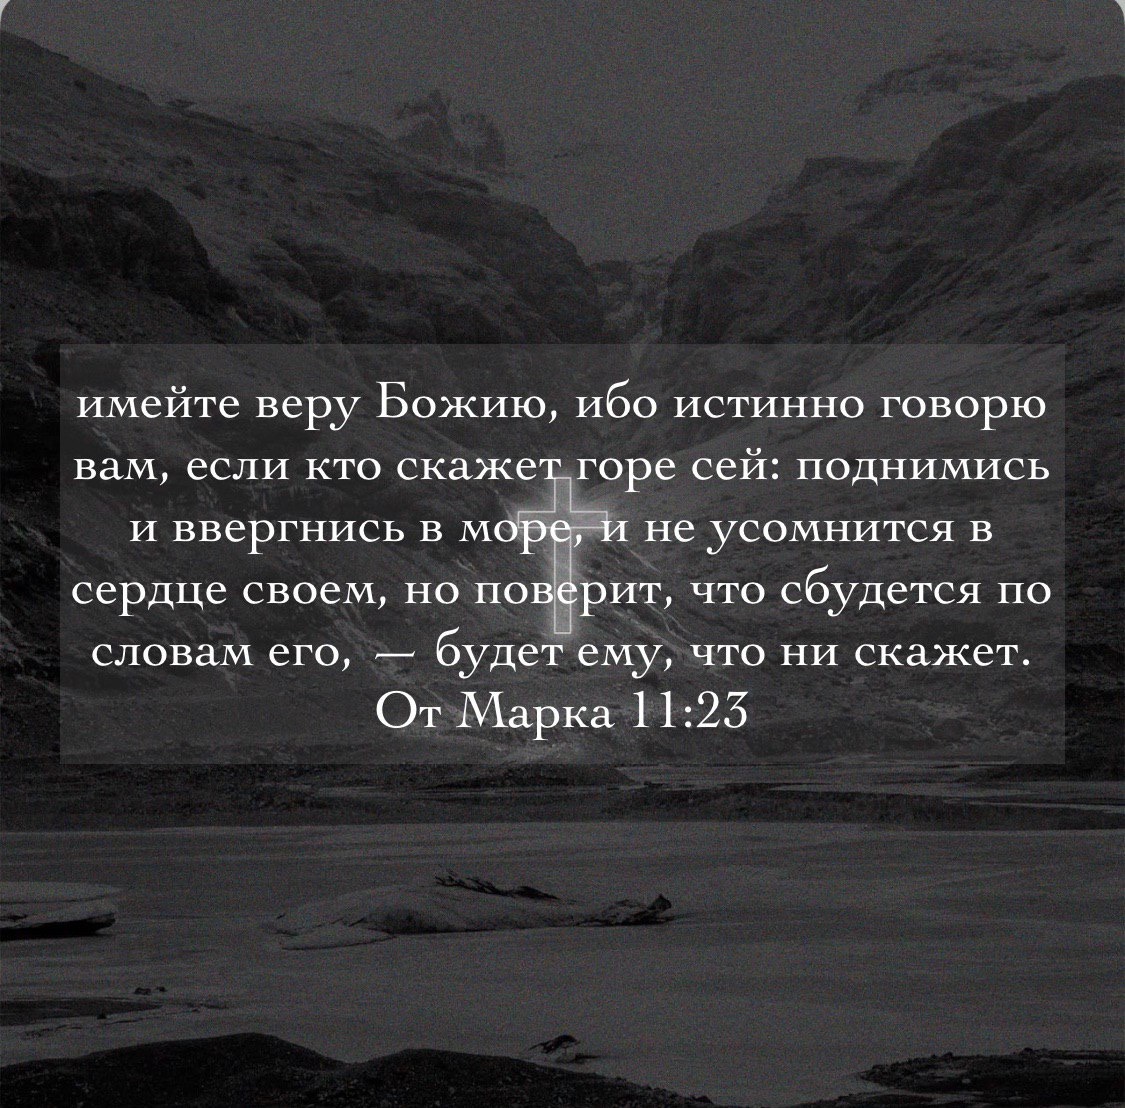 имейте веру Божию, ибо истинно говорю
вам, если кто скажет горе сей: поднимись
и ввергнись в море, и не усомнится в
сердце своем, но поверит, что сбудется по
словам его, — будет ему, что ни скажет.
От Марка 11:23